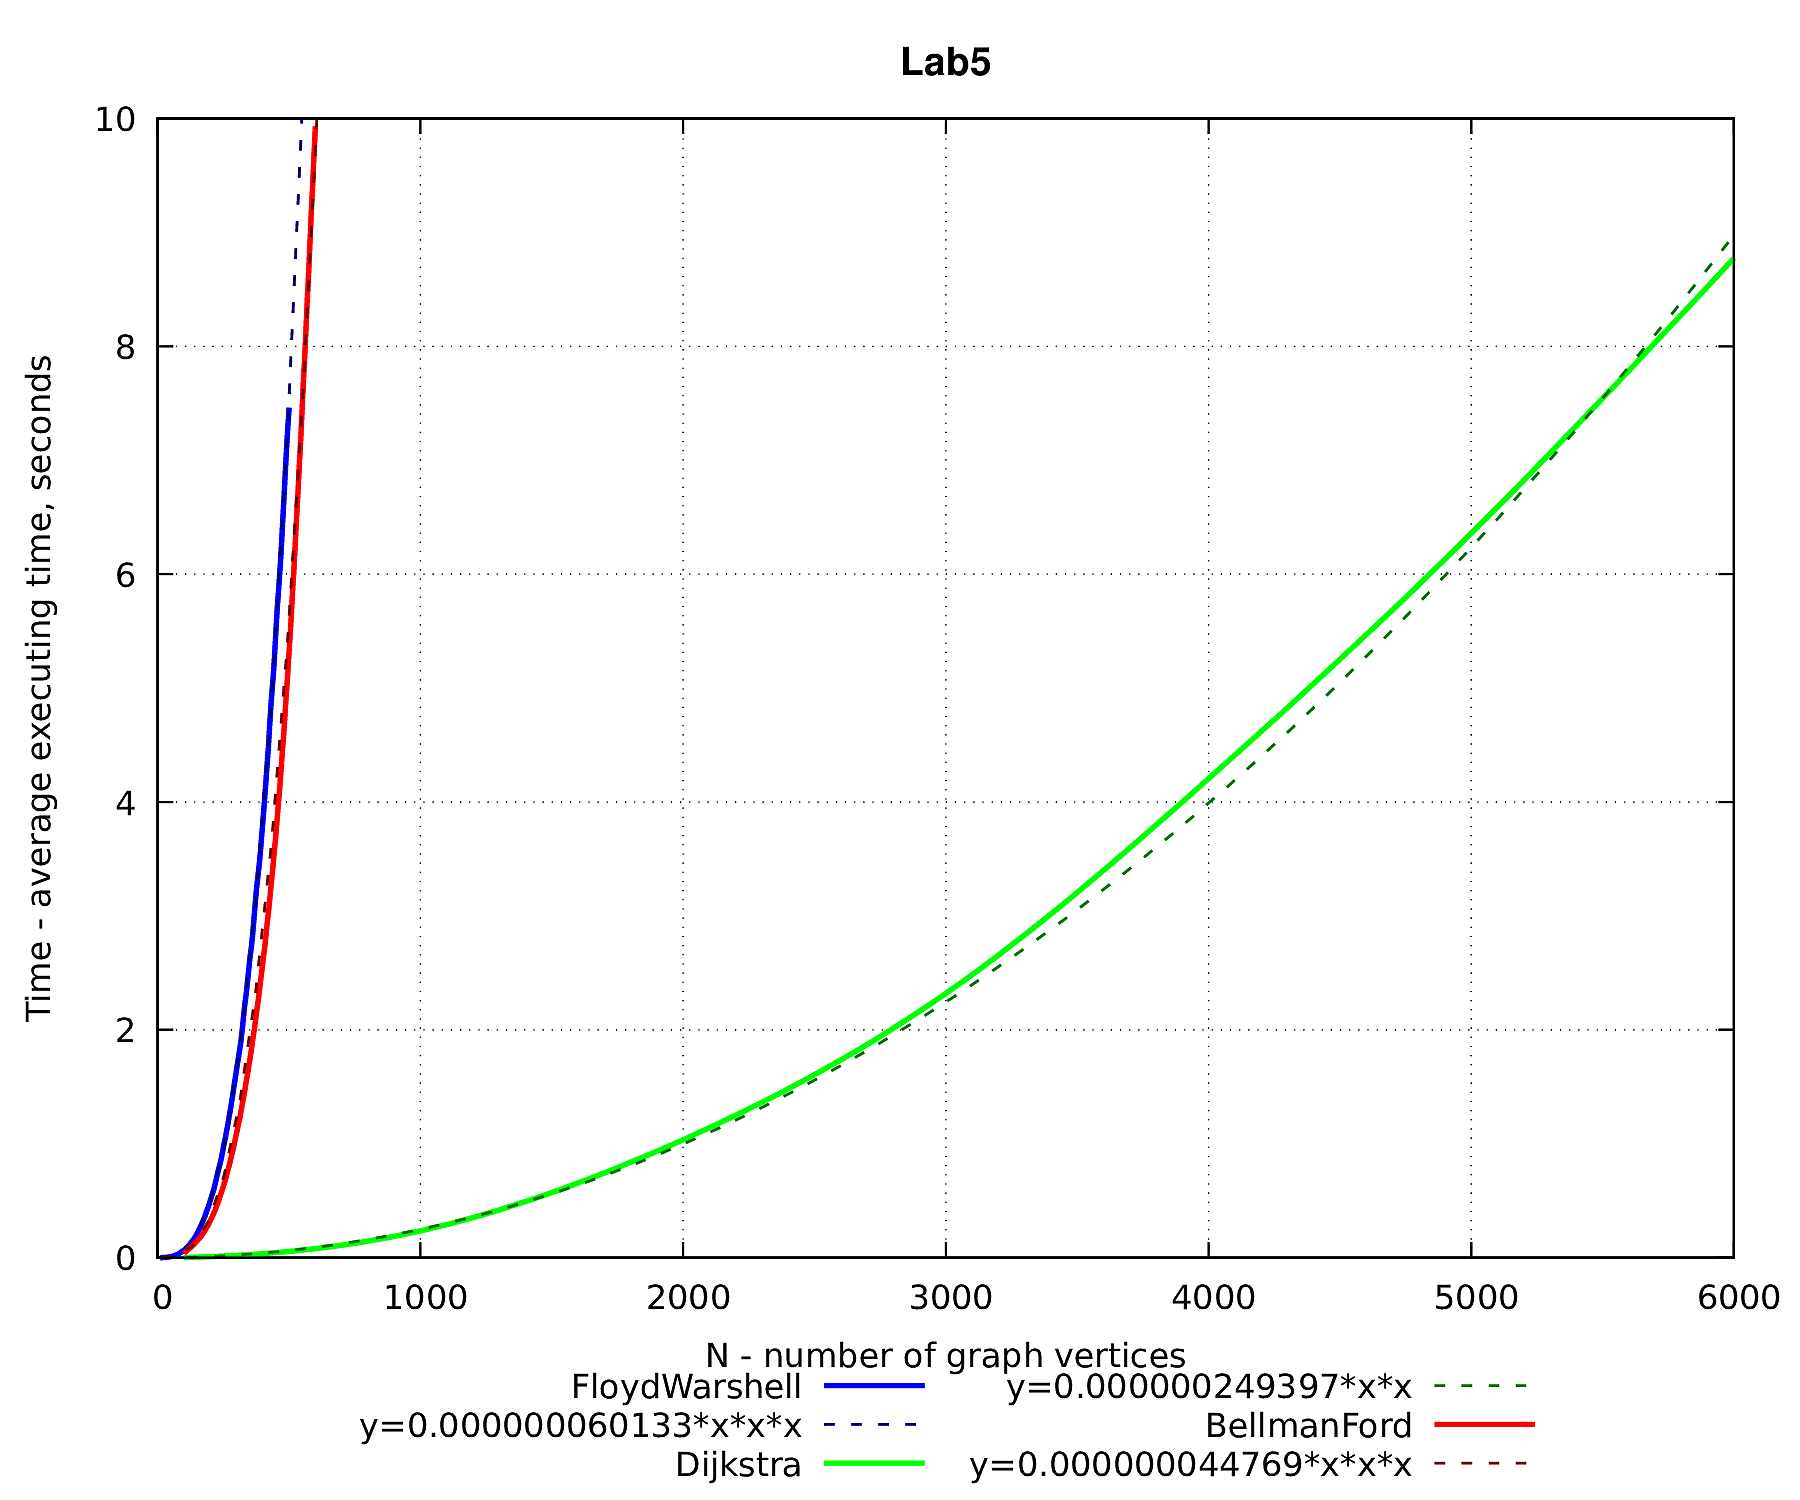 Lab5
Time - average executing time, seconds
10
8
6
4
2
0
0 1000 2000 3000 4000 5000 6000
N - number of graph vertices
FloydWarshell
y=0.000000060133*x*x*x
Dijkstra
y=0.000000249397*x*x
BellmanFord
y=0.000000044769*x*x*x